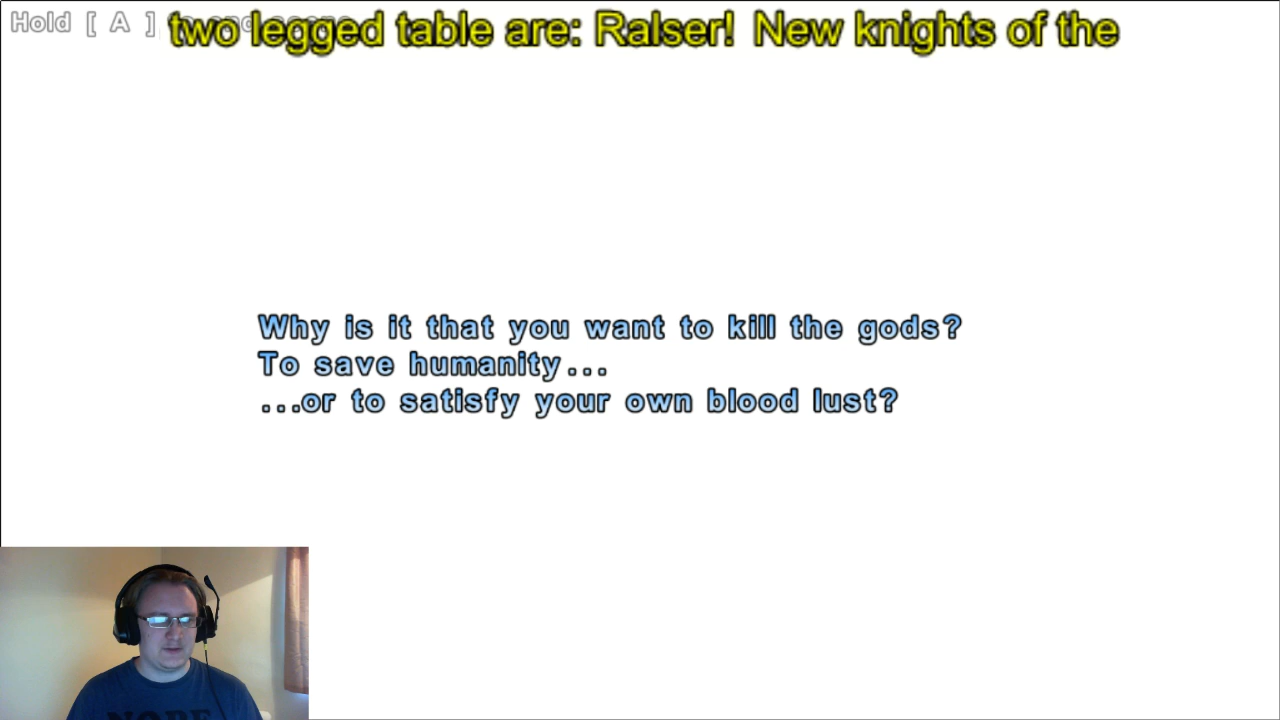 Hold [ A ]
two legged table are: Ralser! New knights of the
Why is it that you want to kill the gods?
To save humanity...
...or to satisfy your own blood lust?
NOPE